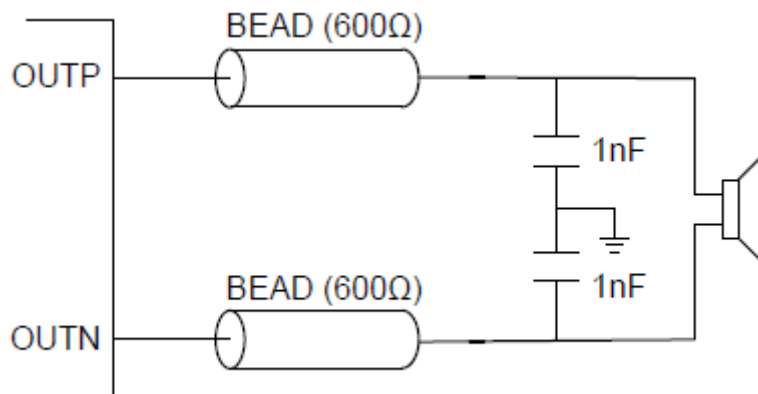 BEAD (600Ω)
OUTP
1nF
1nF
BEAD (600Ω)
OUTN